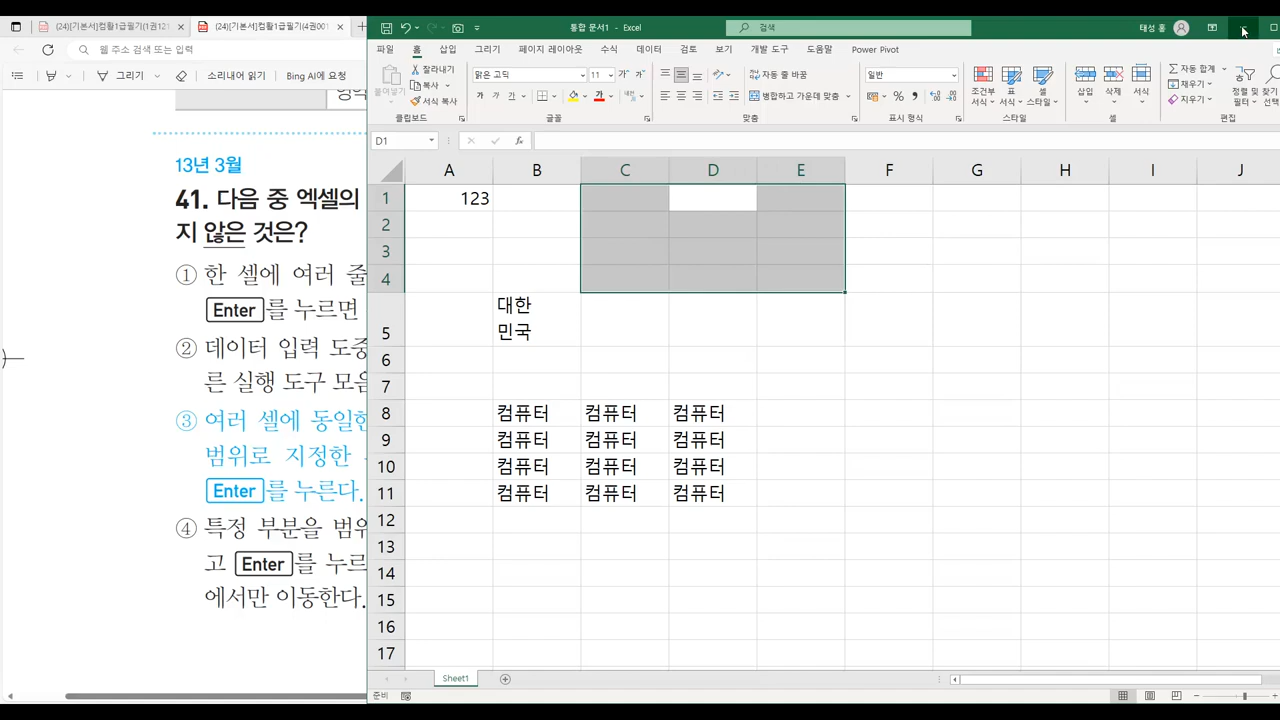 (24)[기본서]컴활1급필기(1권121
(24)[기본서]컴활1급필기(4권001
웹 주소 검색 또는 입력
그리기
소리내어 읽기
Bing AI에 요청
13년 3월
41. 다음 중 엑셀의
지 않은 것은?
① 한 셀에 여러 줄
Enter를 누르면
② 데이터 입력 도중
른 실행 도구 모음
③ 여러 셀에 동일한
범위로 지정한
Enter를 누른다.
④ 특정 부분을 범위
고 Enter를 누르
에서만 이동한다.
통합 문서1 - Excel
검색
태성 홍
파일 홈 삽입 그리기 페이지 레이아웃 수식 데이터 검토 보기 개발 도구 도움말 Power Pivot
붙여넣기
잘라내기
복사
서식 복사
클립보드
맑은 고딕 11
가 가 가
글꼴
자동 줄 바꿈
병합하고 가운데 맞춤
맞춤
일반
%
표시 형식
조건부 서식
표 서식
셀 스타일
스타일
삽입 삭제 서식
셀
자동 합계
채우기
지우기
정렬 및 필터
찾기 선택
편집
D1
fx
A B C D E F G H I J
1 123
2
3
4
5 대한
민국
6
7
8 컴퓨터 컴퓨터 컴퓨터
9 컴퓨터 컴퓨터 컴퓨터
10 컴퓨터 컴퓨터 컴퓨터
11 컴퓨터 컴퓨터 컴퓨터
12
13
14
15
16
17
Sheet1
준비